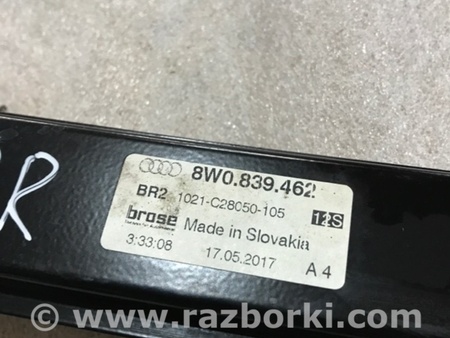 8W0.839.462
BR2 1021-C28050-105
brose 12S
Made in Slovakia
3:33:08 17.05.2017 A4
R
© www.razborki.com